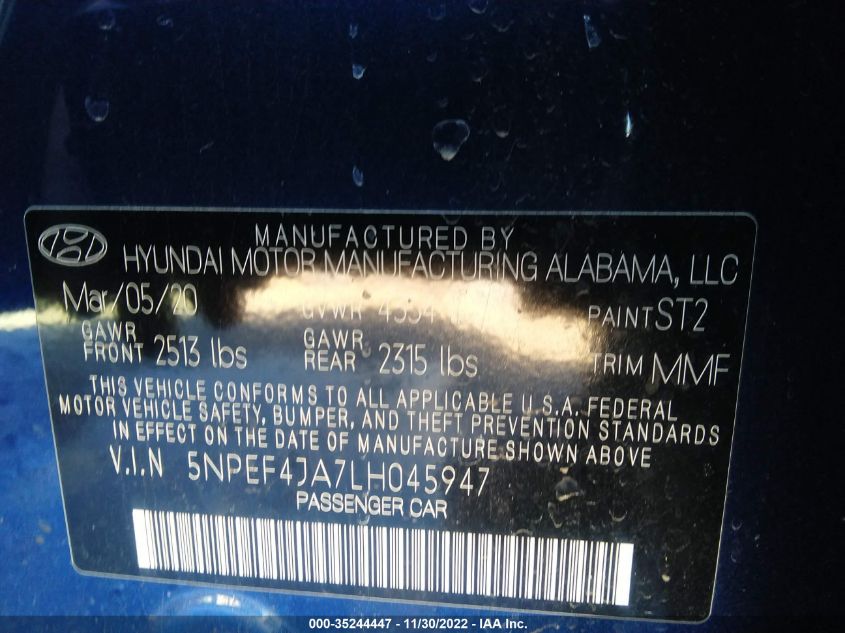 MANUFACTURED BY
HYUNDAI MOTOR MANUFACTURING ALABAMA, LLC
Mar/05/20 GVWR PAINT ST2
GAWR FRONT 2513 lbs GAWR REAR 2315 lbs TRIM MMF
THIS VEHICLE CONFORMS TO ALL APPLICABLE U.S.A. FEDERAL
MOTOR VEHICLE SAFETY, BUMPER, AND THEFT PREVENTION STANDARDS
IN EFFECT ON THE DATE OF MANUFACTURE SHOWN ABOVE
V.I.N 5NPEF4JA7LH045947
PASSENGER CAR
000-35244447 - 11/30/2022 - IAA Inc.